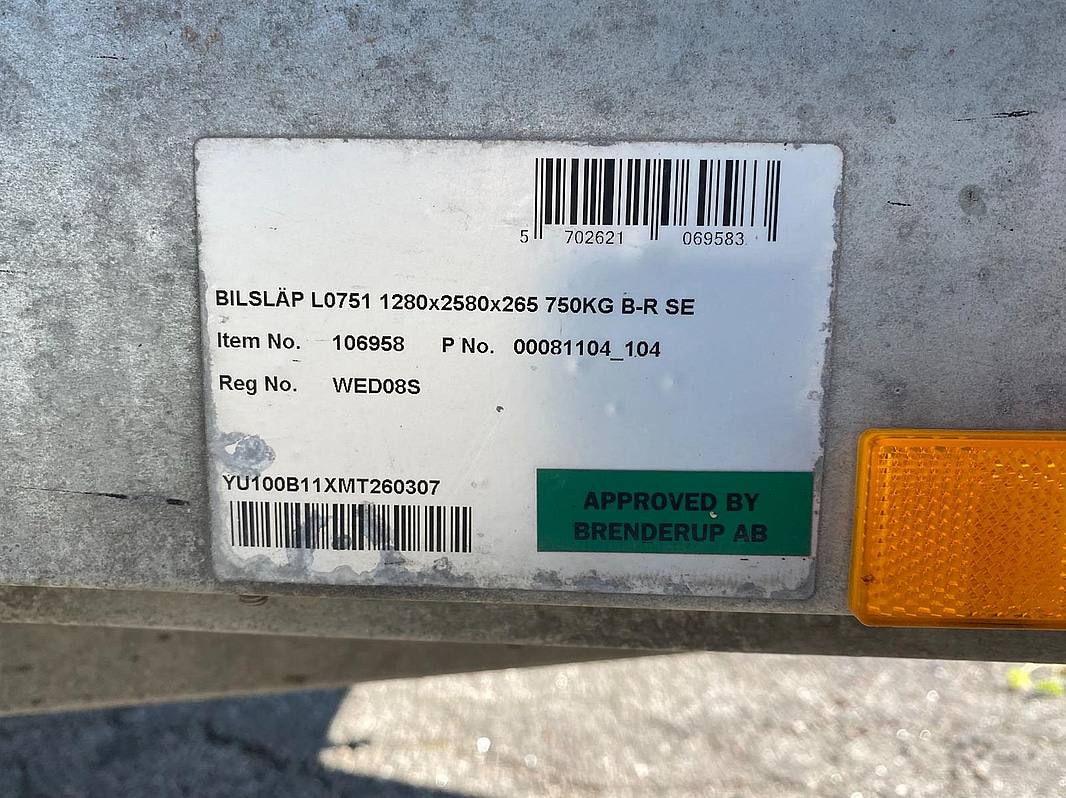 5 702621 069583
BILSLÄP L0751 1280x2580x265 750KG B-R SE
Item No. 106958 P No. 00081104_104
Reg No. WED08S
YU100B11XMT260307
APPROVED BY
BRENDERUP AB